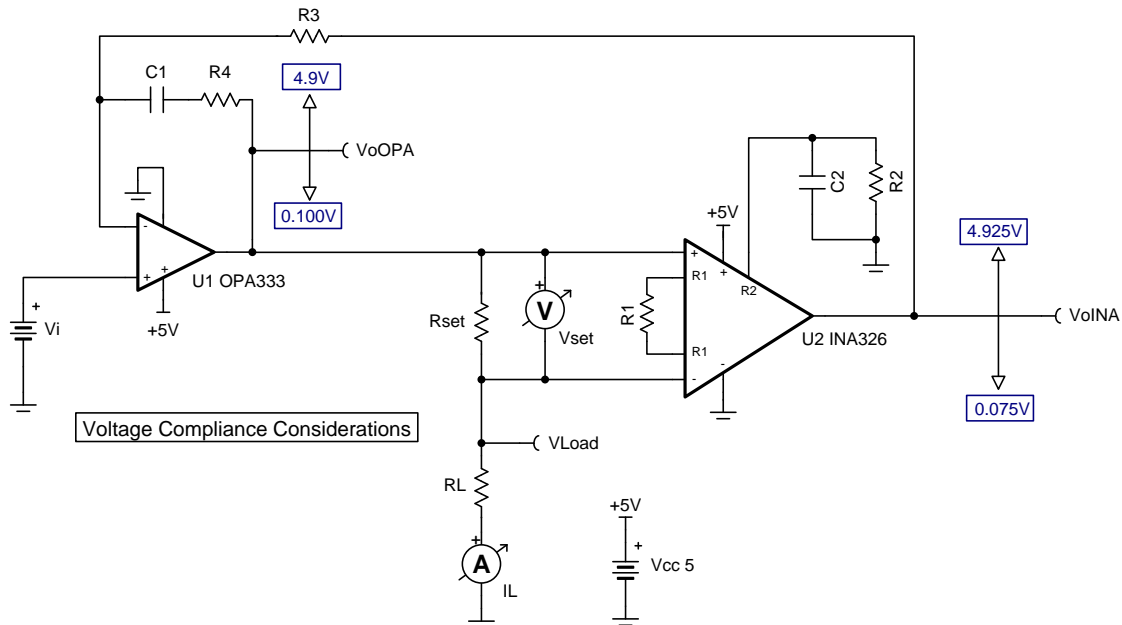 R3
C1
R4
4.9V
VoOPA
0.100V
-
+
+
U1 OPA333
+5V
+
Vi
Voltage Compliance Considerations
Rset
+
V
Vset
VLoad
RL
+
A
IL
+5V
+
Vcc 5
+5V
C2
R2
+
+
R1
R2
R1
R1
-
-
U2 INA326
4.925V
VoINA
0.075V